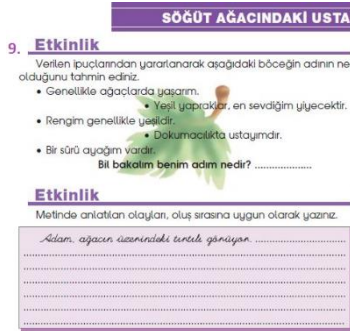 SÖĞÜT AĞACINDAKİ USTA
9. Etkinlik
Verilen ipuçlarından yararlanarak aşağıdaki böceğin adının ne
olduğunu tahmin ediniz.
• Genellikle ağaçlarda yaşarım.
• Yeşil yapraklar, en sevdiğim yiyecektir.
• Rengim genellikle yeşildir.
• Dokumacılıkta ustayımdır.
• Bir sürü ayağım vardır.
Bil bakalım benim adım nedir? ....................
Etkinlik
Metinde anlatılan olayları, oluş sırasına uygun olarak yazınız.
Adam, ağacın üzerindeki tırtılı görüyor. ..............................